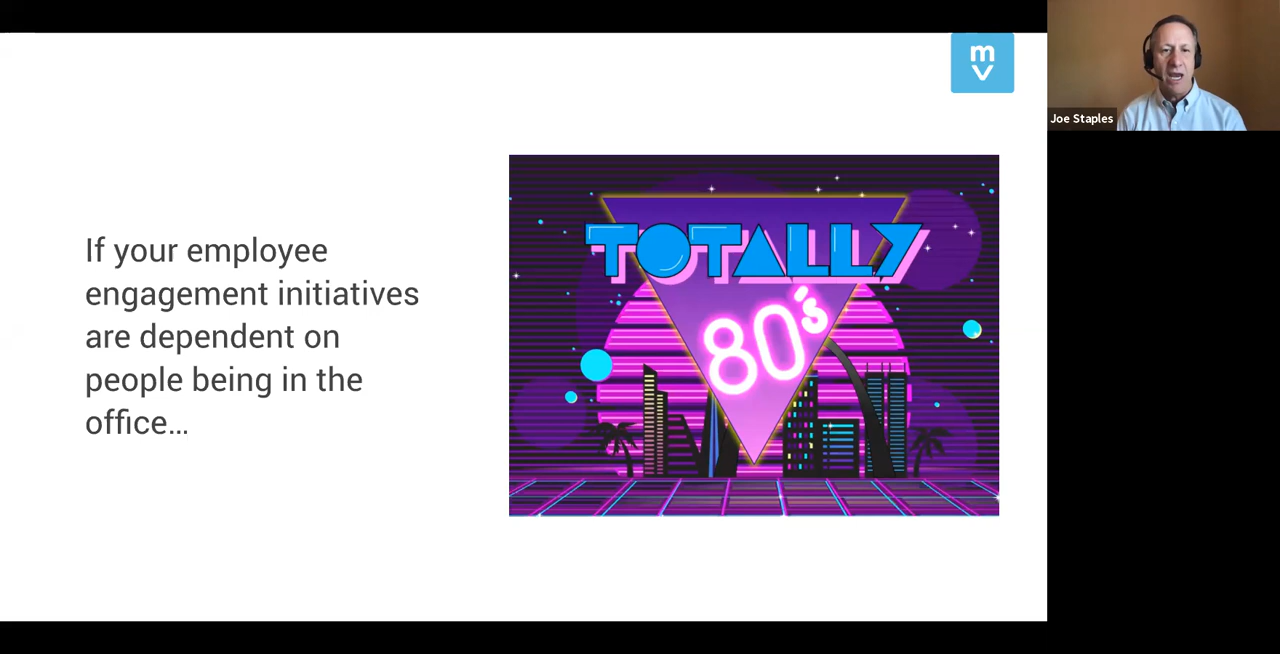 m
v
Joe Staples
If your employee
engagement initiatives
are dependent on
people being in the
office…
TOTALLY
80's